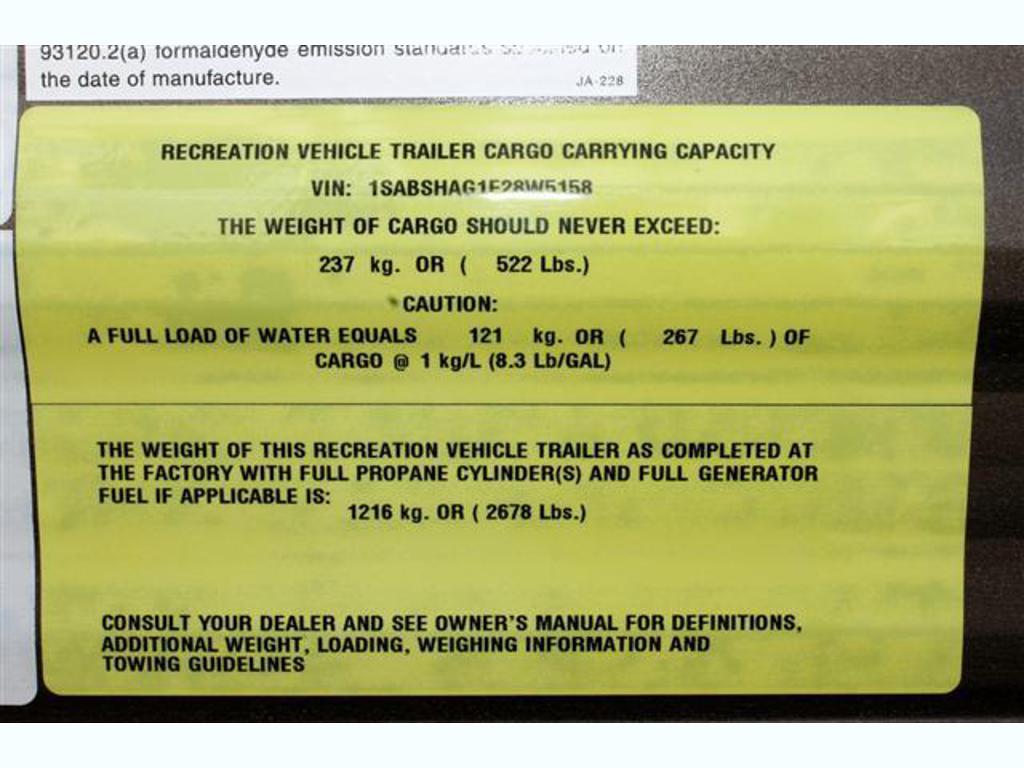 93120.2(a) formaldehyde emission standards on
the date of manufacture.
JA-228
RECREATION VEHICLE TRAILER CARGO CARRYING CAPACITY
VIN: 1SABSHAG1E28W5158
THE WEIGHT OF CARGO SHOULD NEVER EXCEED:
237 kg. OR ( 522 Lbs.)
CAUTION:
A FULL LOAD OF WATER EQUALS 121 kg. OR ( 267 Lbs. ) OF
CARGO @ 1 kg/L (8.3 Lb/GAL)
THE WEIGHT OF THIS RECREATION VEHICLE TRAILER AS COMPLETED AT
THE FACTORY WITH FULL PROPANE CYLINDER(S) AND FULL GENERATOR
FUEL IF APPLICABLE IS:
1216 kg. OR ( 2678 Lbs.)
CONSULT YOUR DEALER AND SEE OWNER'S MANUAL FOR DEFINITIONS,
ADDITIONAL WEIGHT, LOADING, WEIGHING INFORMATION AND
TOWING GUIDELINES